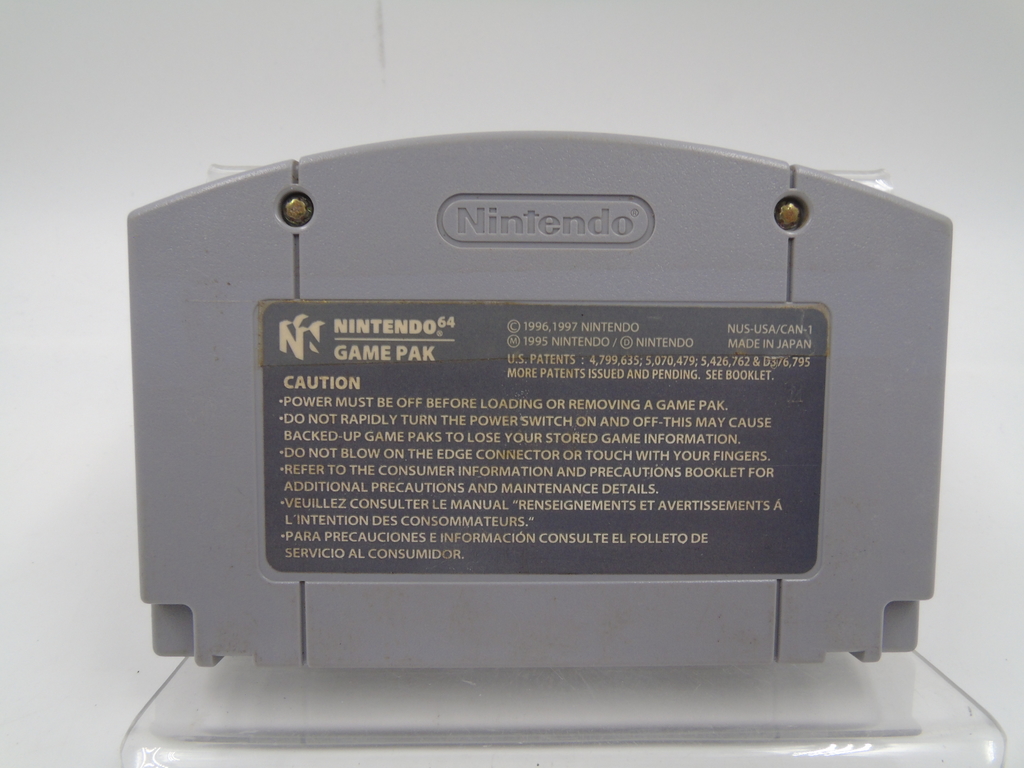 Nintendo®
NINTENDO64®
GAME PAK
© 1996,1997 NINTENDO
Ⓜ 1995 NINTENDO / Ⓓ NINTENDO
NUS-USA/CAN-1
MADE IN JAPAN
U.S. PATENTS : 4,799,635; 5,070,479; 5,426,762 & D376,795
MORE PATENTS ISSUED AND PENDING. SEE BOOKLET.
CAUTION
•POWER MUST BE OFF BEFORE LOADING OR REMOVING A GAME PAK.
•DO NOT RAPIDLY TURN THE POWER SWITCH ON AND OFF-THIS MAY CAUSE
BACKED-UP GAME PAKS TO LOSE YOUR STORED GAME INFORMATION.
•DO NOT BLOW ON THE EDGE CONNECTOR OR TOUCH WITH YOUR FINGERS.
•REFER TO THE CONSUMER INFORMATION AND PRECAUTIONS BOOKLET FOR
ADDITIONAL PRECAUTIONS AND MAINTENANCE DETAILS.
•VEUILLEZ CONSULTER LE MANUAL "RENSEIGNEMENTS ET AVERTISSEMENTS Á
L'INTENTION DES CONSOMMATEURS."
•PARA PRECAUCIONES E INFORMACIÓN CONSULTE EL FOLLETO DE
SERVICIO AL CONSUMIDOR.